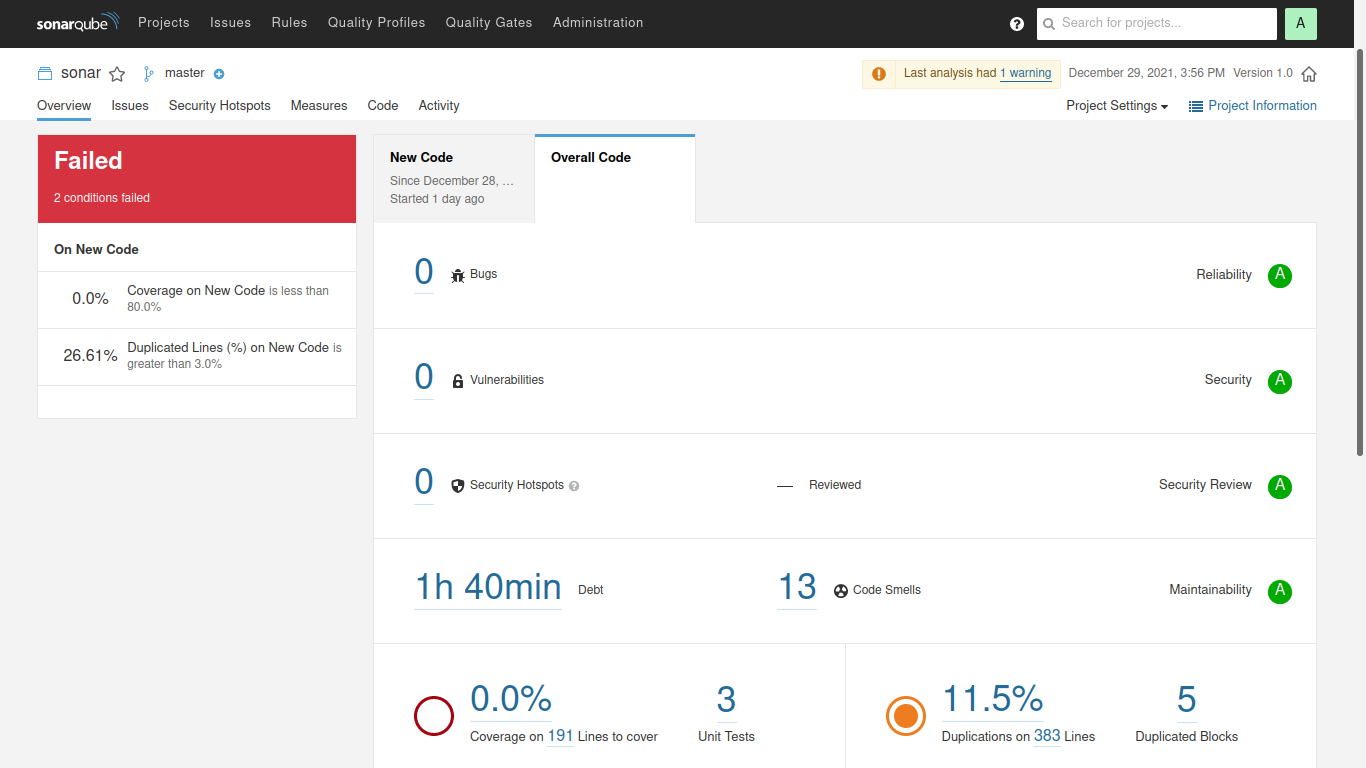 sonarqube Projects Issues Rules Quality Profiles Quality Gates Administration ? Search for projects... A
sonar master Last analysis had 1 warning December 29, 2021, 3:56 PM Version 1.0
Overview Issues Security Hotspots Measures Code Activity Project Settings Project Information
Failed
2 conditions failed
On New Code
0.0% Coverage on New Code is less than
80.0%
26.61% Duplicated Lines (%) on New Code is
greater than 3.0%
New Code
Since December 28, ...
Started 1 day ago
Overall Code
0 Bugs Reliability A
0 Vulnerabilities Security A
0 Security Hotspots ? — Reviewed Security Review A
1h 40min Debt 13 Code Smells Maintainability A
0.0%
Coverage on 191 Lines to cover
3
Unit Tests
11.5%
Duplications on 383 Lines
5
Duplicated Blocks